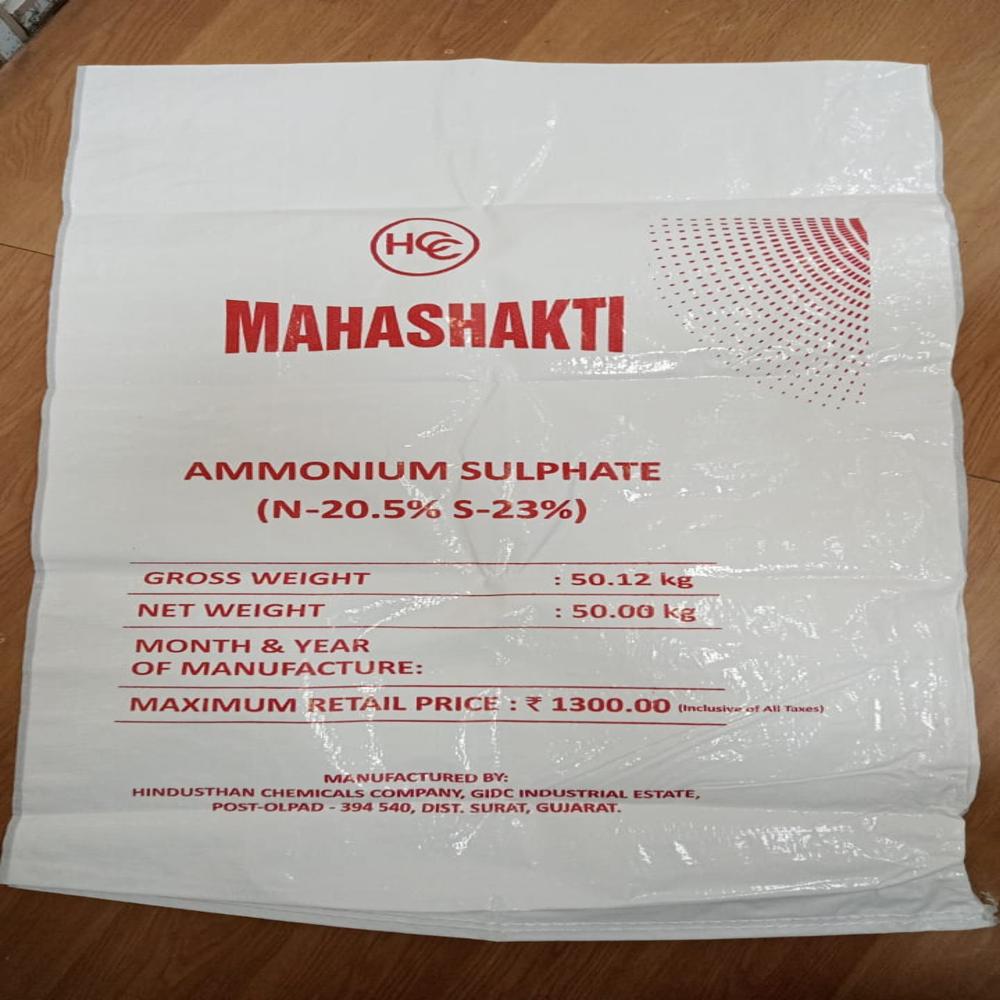 HCC
MAHASHAKTI
AMMONIUM SULPHATE
(N-20.5% S-23%)
GROSS WEIGHT : 50.12 kg
NET WEIGHT : 50.00 kg
MONTH & YEAR
OF MANUFACTURE:
MAXIMUM RETAIL PRICE : ₹ 1300.00 (Inclusive of All Taxes)
MANUFACTURED BY:
HINDUSTHAN CHEMICALS COMPANY, GIDC INDUSTRIAL ESTATE,
POST-OLPAD - 394 540, DIST. SURAT, GUJARAT.